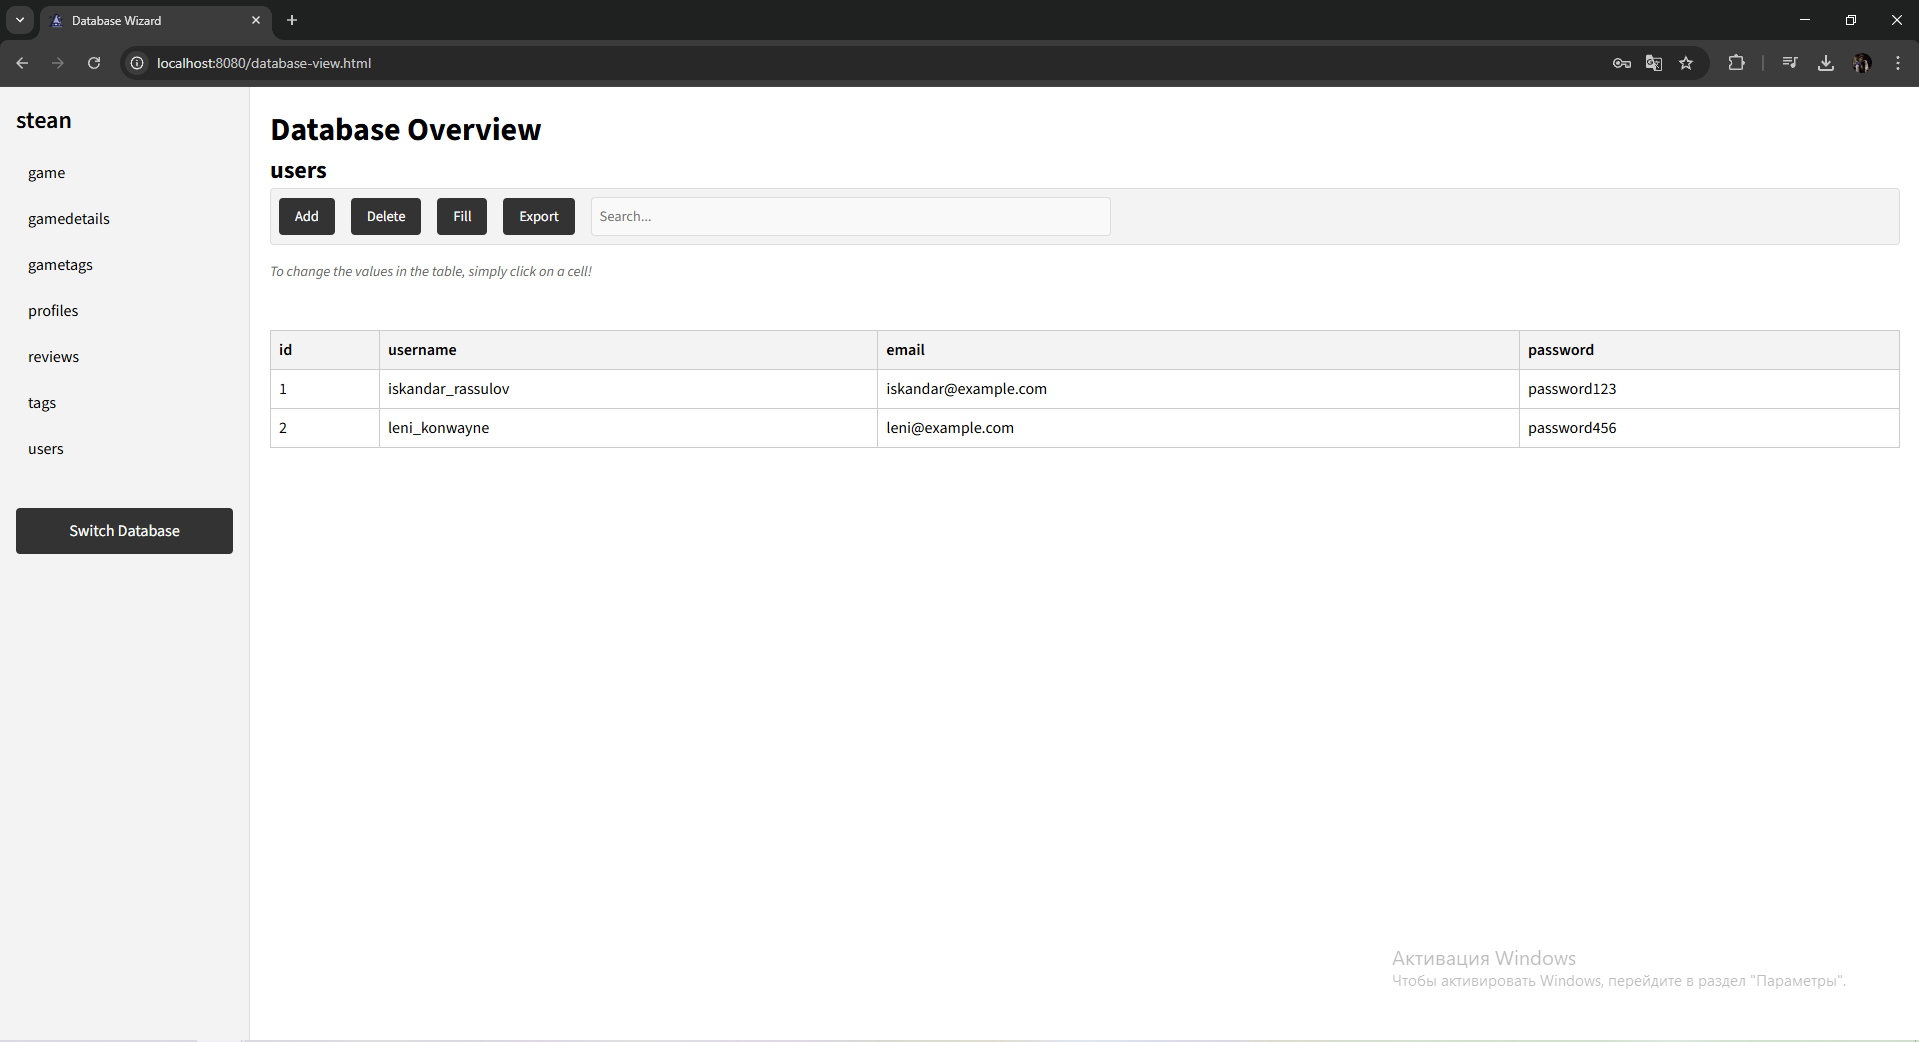 Database Wizard
localhost:8080/database-view.html
stean
game
gamedetails
gametags
profiles
reviews
tags
users
Switch Database
Database Overview
users
Add Delete Fill Export Search...
To change the values in the table, simply click on a cell!
id username email password
1 iskandar_rassulov iskandar@example.com password123
2 leni_konwayne leni@example.com password456
Активация Windows
Чтобы активировать Windows, перейдите в раздел "Параметры".